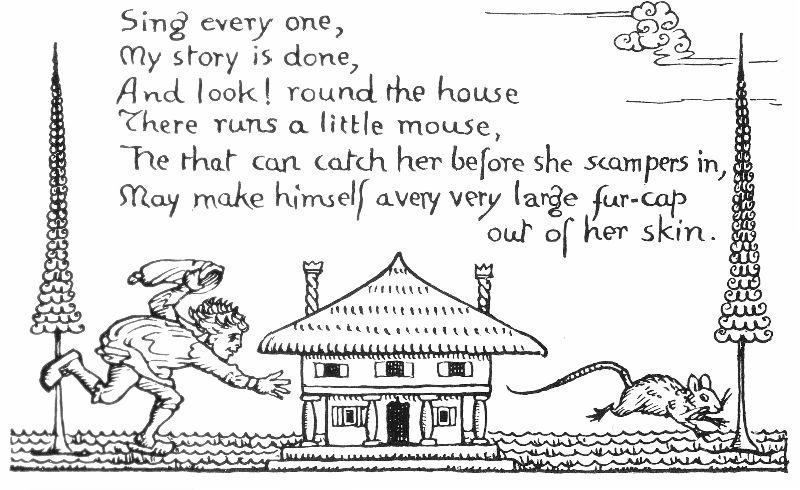 Sing every one,
My story is done,
And look! round the house
There runs a little mouse,
He that can catch her before she scampers in,
May make himself a very very large fur-cap
out of her skin.